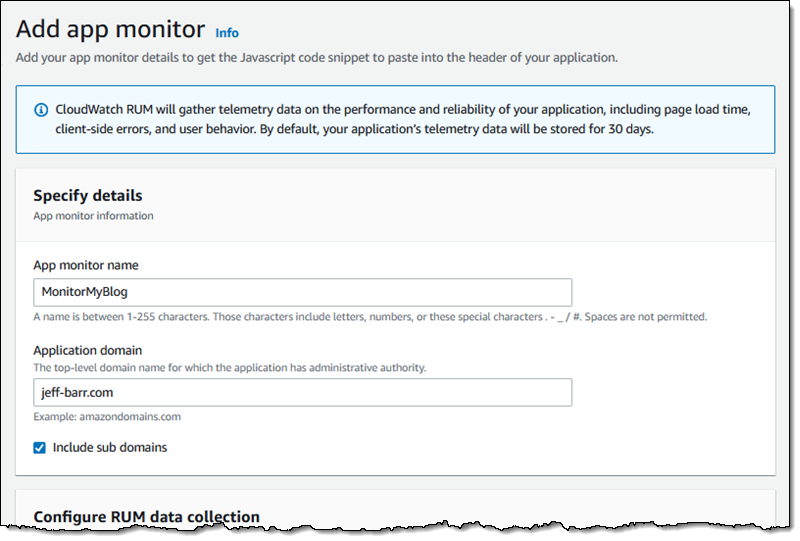 Add app monitor Info
Add your app monitor details to get the Javascript code snippet to paste into the header of your application.
CloudWatch RUM will gather telemetry data on the performance and reliability of your application, including page load time,
client-side errors, and user behavior. By default, your application's telemetry data will be stored for 30 days.
Specify details
App monitor information
App monitor name
MonitorMyBlog
A name is between 1-255 characters. Those characters include letters, numbers, or these special characters . - _ / #. Spaces are not permitted.
Application domain
The top-level domain name for which the application has administrative authority.
jeff-barr.com
Example: amazondomains.com
Include sub domains
Configure RUM data collection